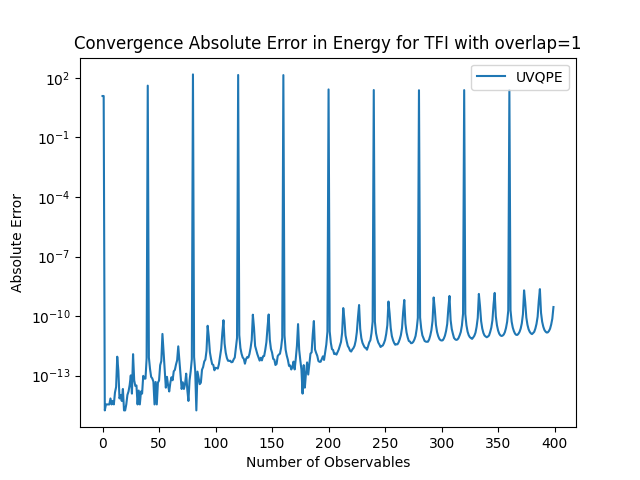 Convergence Absolute Error in Energy for TFI with overlap=1
UVQPE
Absolute Error
10^2
10^-1
10^-4
10^-7
10^-10
10^-13
0 50 100 150 200 250 300 350 400
Number of Observables